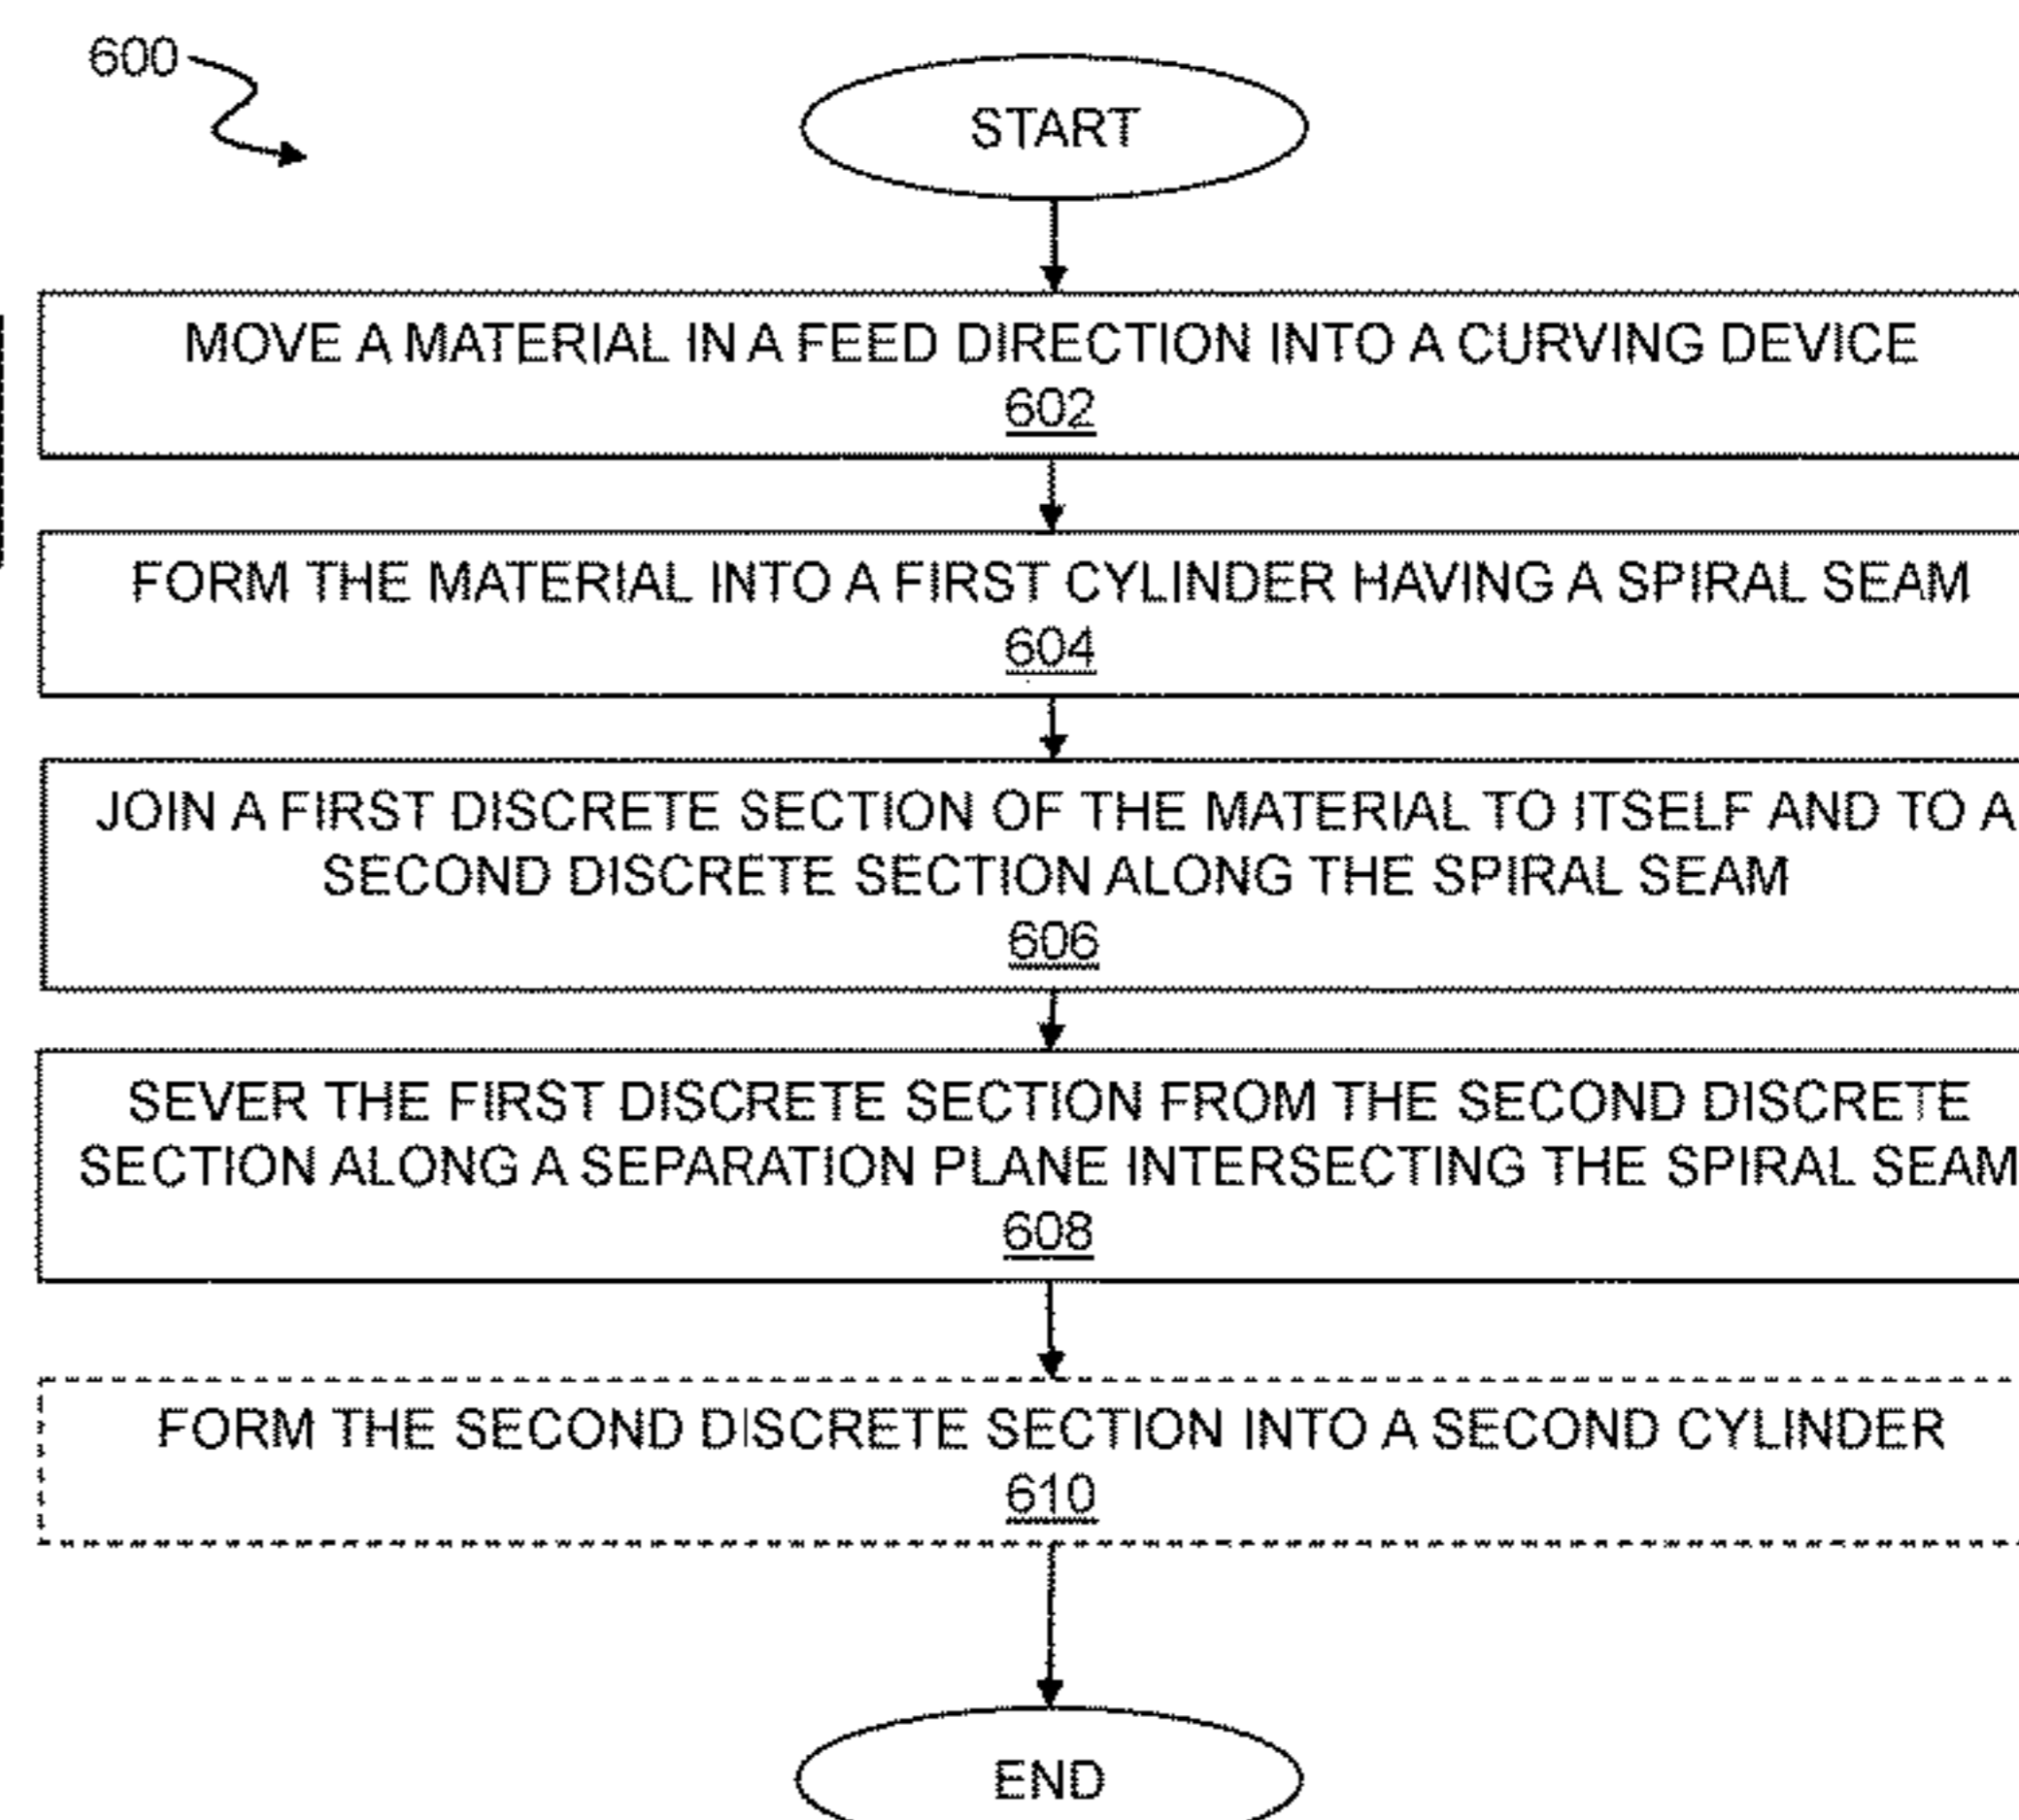 600
START
MOVE A MATERIAL IN A FEED DIRECTION INTO A CURVING DEVICE
602
FORM THE MATERIAL INTO A FIRST CYLINDER HAVING A SPIRAL SEAM
604
JOIN A FIRST DISCRETE SECTION OF THE MATERIAL TO ITSELF AND TO A
SECOND DISCRETE SECTION ALONG THE SPIRAL SEAM
606
SEVER THE FIRST DISCRETE SECTION FROM THE SECOND DISCRETE
SECTION ALONG A SEPARATION PLANE INTERSECTING THE SPIRAL SEAM
608
FORM THE SECOND DISCRETE SECTION INTO A SECOND CYLINDER
610
END